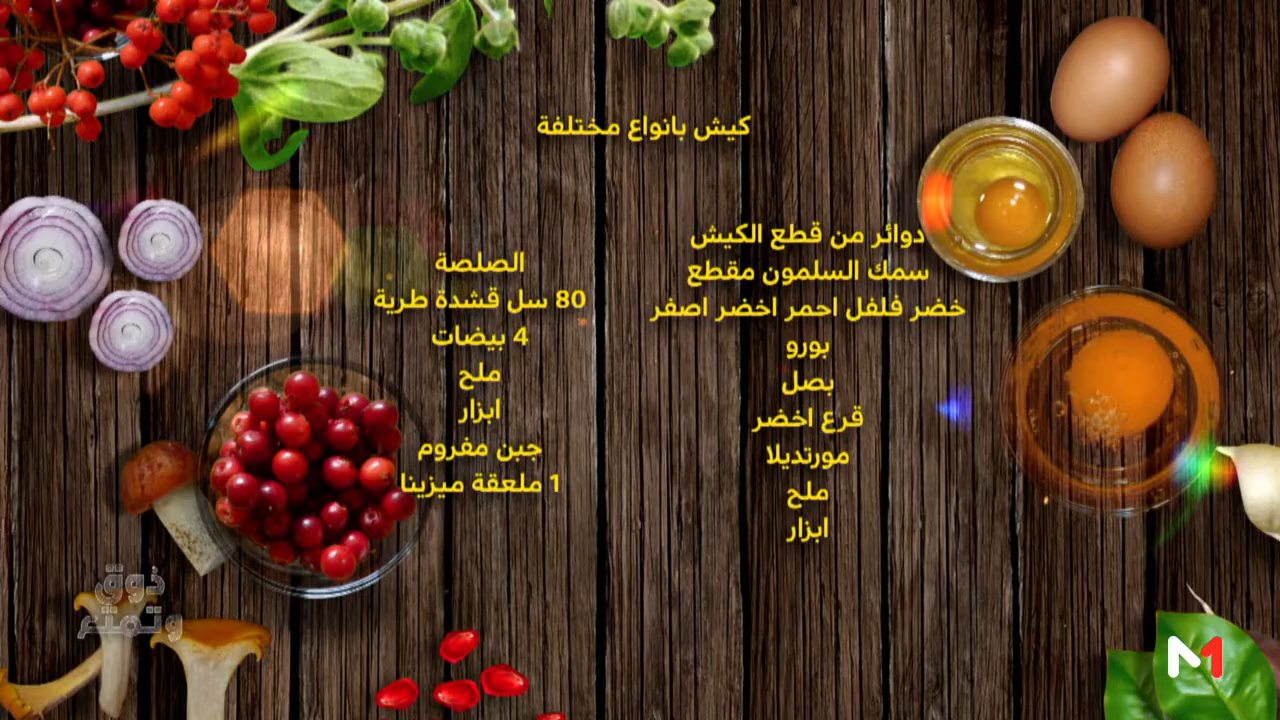 كيش بانواع مختلفة
دوائر من قطع الكيش
سمك السلمون مقطع
خضر فلفل احمر اخضر اصفر
بورو
بصل
قرع اخضر
مورتديلا
ملح
ابزار
الصلصة
80 سل قشدة طرية
4 بيضات
ملح
ابزار
جبن مفروم
1 ملعقة ميزينا
ذوق
وتمتع
M1